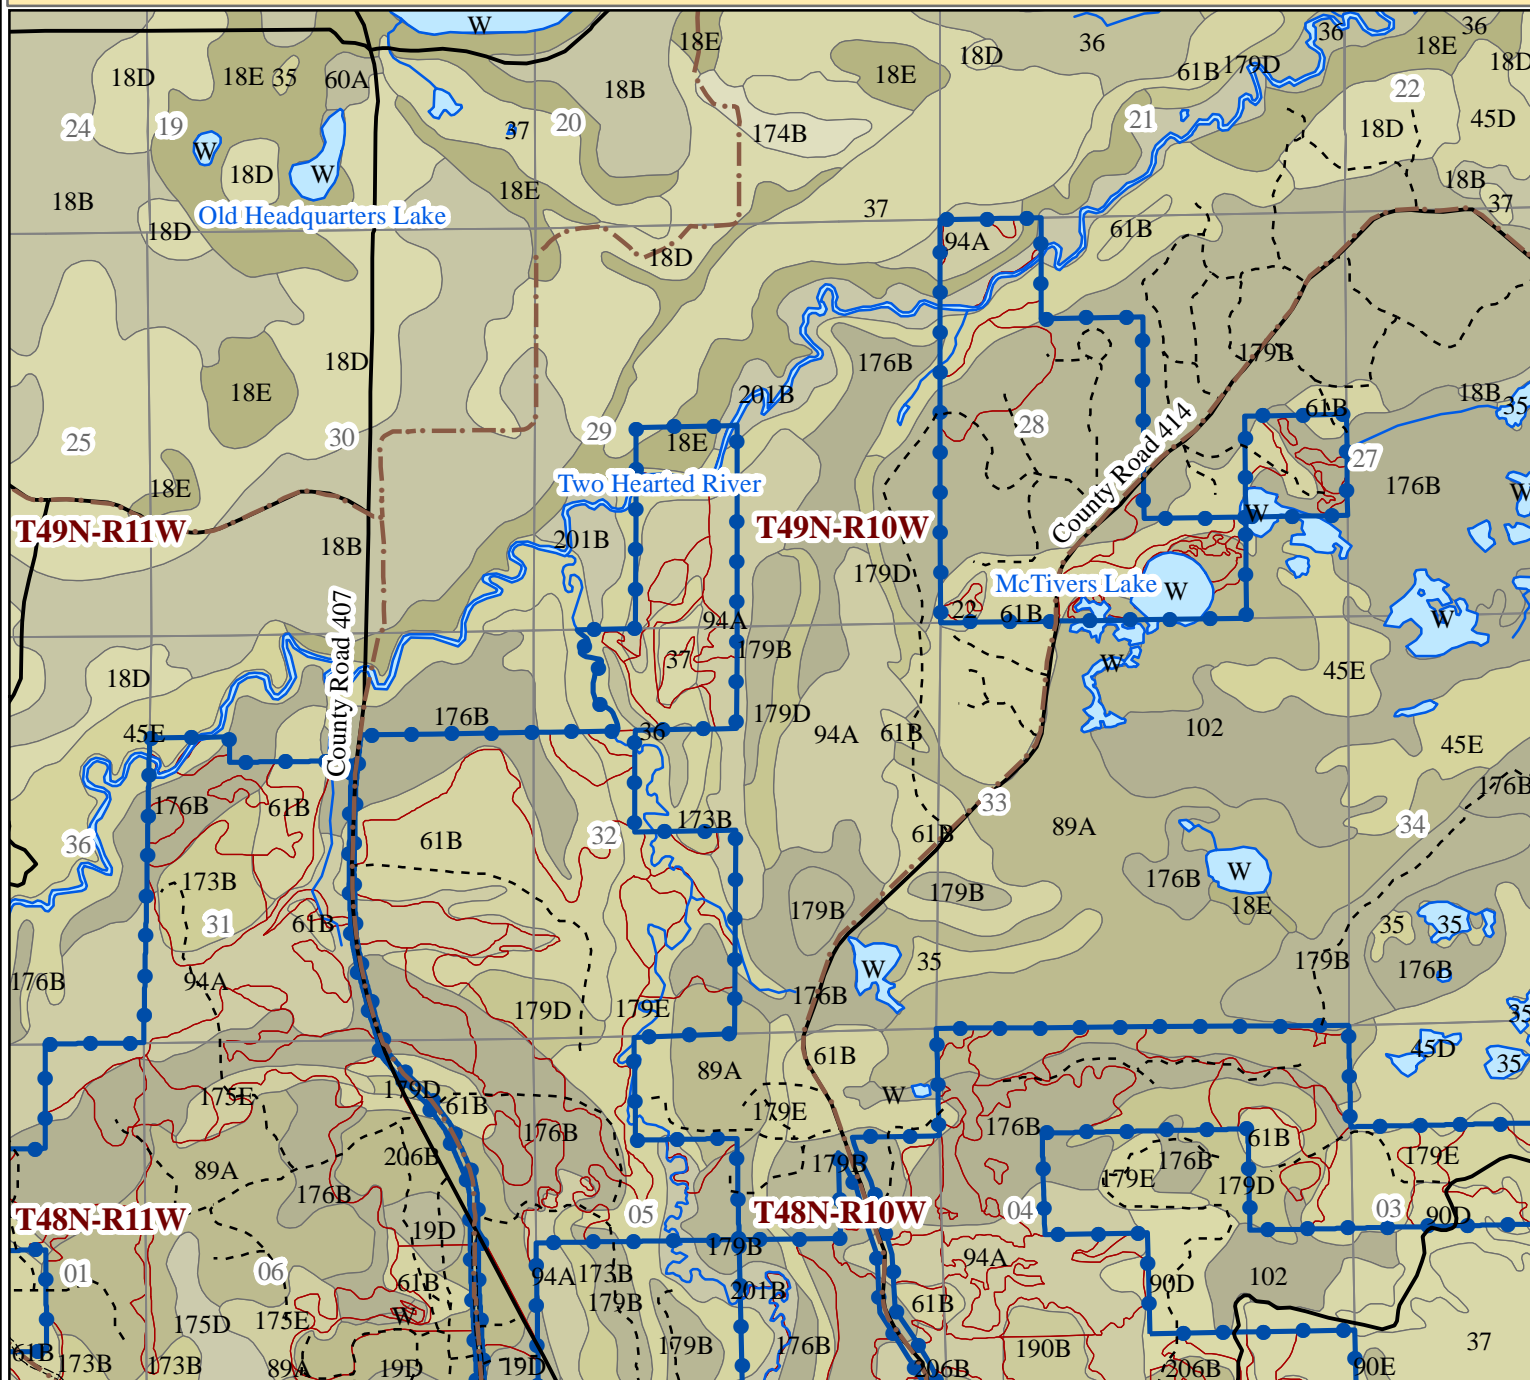 W
18E
36
36
18D
18E
18D
18E 35
60A
18E
18D
36
61B
179D
18B
22
24
19
37
20
174B
21
18D
45D
W
18D
W
18B
18E
18B
37
37
Old Headquarters Lake
18D
61B
94A
18D
18D
176B
179B
18E
201B
18B
35
61B
25
30
29
18E
28
27
18E
Two Hearted River
176B
W
County Road 414
W
T49N-R11W
T49N-R10W
18B
201B
179D
McTivers Lake
W
22
61B
W
94A
37
179B
W
45E
18D
County Road 407
176B
179D
94A
61B
102
45E
36
45E
176B
176B
61B
33
173B
61B
32
61B
89A
34
36
W
176B
173B
179B
179B
18E
31
61B
35
35
W
35
179B
176B
176B
94A
176B
179D
179E
35
61B
45D
89A
35
179D
175E
61B
179E
W
176B
176B
61B
206B
179B
176B
179E
89A
179E
176B
179D
T48N-R11W
19D
05
T48N-R10W
04
03
90D
179B
01
06
94A
173B
94A
61B
90D
102
179B
201B
61B
W
175D
175E
179B
176B
190B
37
61B
173B
173B
89A
19D
19D
206B
206B
90E